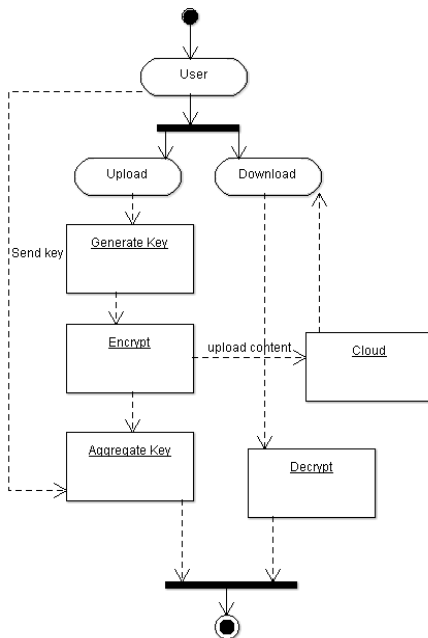 User
Upload
Download
Generate Key
Send key
Encrypt
upload content
Cloud
Aggregate Key
Decrypt